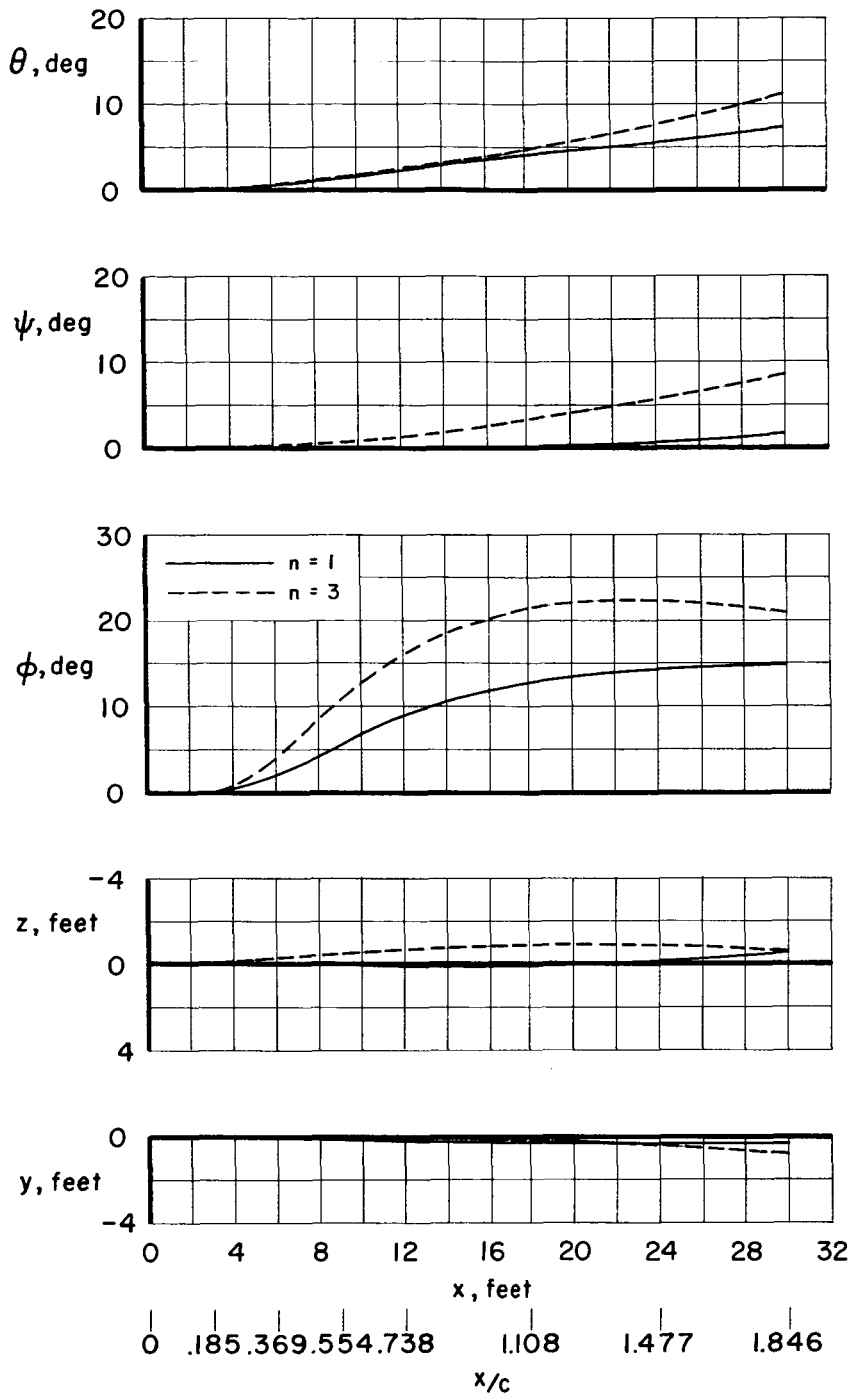 20
θ, deg
10
0
20
ψ, deg
10
0
30
n = 1
n = 3
20
φ, deg
10
0
-4
z, feet
0
4
0
y, feet
-4
0 4 8 12 16 20 24 28 32
x, feet
0 .185 .369 .554 .738 1.108 1.477 1.846
x/c